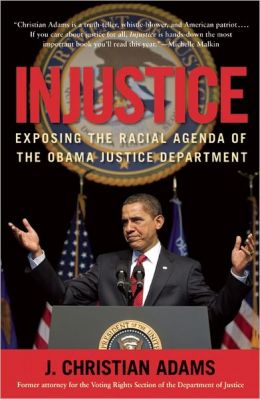 "Christian Adams is a truth-teller, whistle-blower, and American patriot....
If you care about justice for all, Injustice is hands-down the most
important book you'll read this year."—Michelle Malkin
INJUSTICE
EXPOSING THE RACIAL AGENDA OF
THE OBAMA JUSTICE DEPARTMENT
J. CHRISTIAN ADAMS
Former attorney for the Voting Rights Section of the Department of Justice